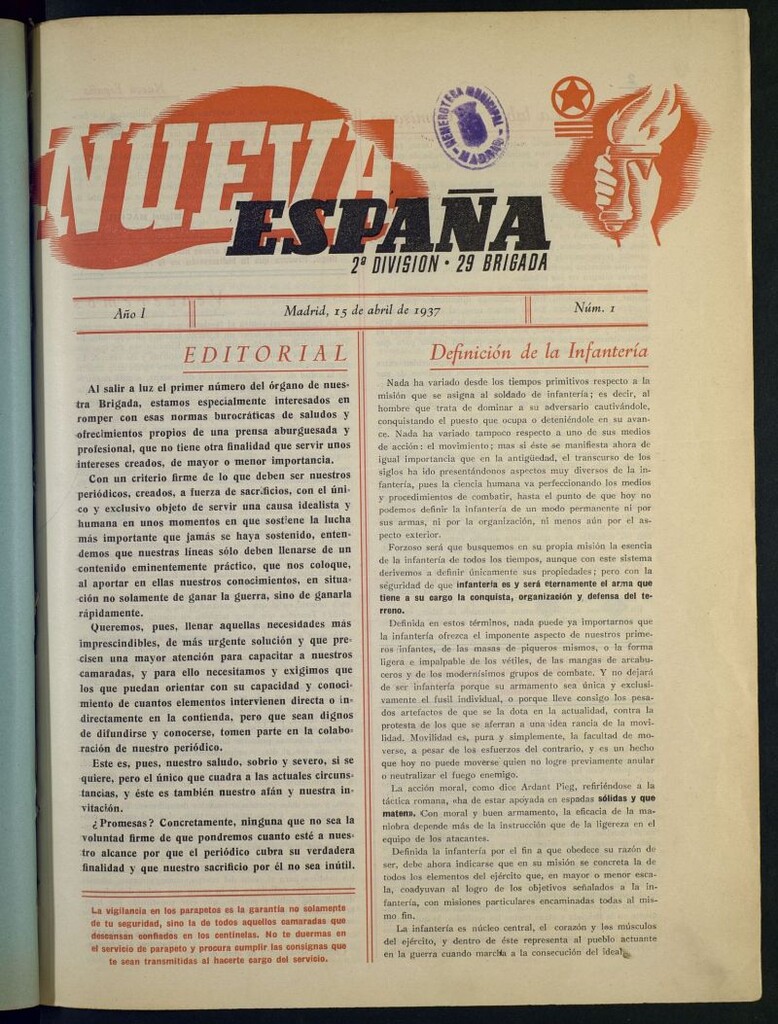 NUEVA
ESPAÑA
2ª DIVISION · 29 BRIGADA
HEMEROTECA MUNICIPAL
MADRID
Año I
Madrid, 15 de abril de 1937
Núm. 1
EDITORIAL
Al salir a luz el primer número del órgano de nues-
tra Brigada, estamos especialmente interesados en
romper con esas normas burocráticas de saludos y
ofrecimientos propios de una prensa aburguesada y
profesional, que no tiene otra finalidad que servir unos
intereses creados, de mayor o menor importancia.
Con un criterio firme de lo que deben ser nuestros
periódicos, creados, a fuerza de sacrificios, con el úni-
co y exclusivo objeto de servir una causa idealista y
humana en unos momentos en que sostiene la lucha
más importante que jamás se haya sostenido, enten-
demos que nuestras líneas sólo deben llenarse de un
contenido eminentemente práctico, que nos coloque,
al aportar en ellas nuestros conocimientos, en situa-
ción no solamente de ganar la guerra, sino de ganarla
rápidamente.
Queremos, pues, llenar aquellas necesidades más
imprescindibles, de más urgente solución y que pre-
cisen una mayor atención para capacitar a nuestros
camaradas, y para ello necesitamos y exigimos que
los que puedan orientar con su capacidad y conoci-
miento de cuantos elementos intervienen directa o in-
directamente en la contienda, pero que sean dignos
de difundirse y conocerse, tomen parte en la colabo-
ración de nuestro periódico.
Este es, pues, nuestro saludo, sobrio y severo, si se
quiere, pero el único que cuadra a las actuales circuns-
tancias, y éste es también nuestro afán y nuestra in-
vitación.
¿Promesas? Concretamente, ninguna que no sea la
voluntad firme de que pondremos cuanto esté a nues-
tro alcance por que el periódico cubra su verdadera
finalidad y que nuestro sacrificio por él no sea inútil.
La vigilancia en los parapetos es la garantía no solamente
de tu seguridad, sino la de todos aquellos camaradas que
descansan confiados en los centinelas. No te duermas en
el servicio de parapeto y procura cumplir las consignas que
te sean transmitidas al hacerte cargo del servicio.
Definición de la Infantería
Nada ha variado desde los tiempos primitivos respecto a la
misión que se asigna al soldado de infantería; es decir, al
hombre que trata de dominar a su adversario cautivándole,
conquistando el puesto que ocupa o deteniéndole en su avan-
ce. Nada ha variado tampoco respecto a uno de sus medios
de acción: el movimiento; mas si éste se manifiesta ahora de
igual importancia que en la antigüedad, el transcurso de los
siglos ha ido presentándonos aspectos muy diversos de la in-
fantería, pues la ciencia humana va perfeccionando los medios
y procedimientos de combatir, hasta el punto de que hoy no
podemos definir la infantería de un modo permanente ni por
sus armas, ni por la organización, ni menos aún por el as-
pecto exterior.
Forzoso será que busquemos en su propia misión la esencia
de la infantería de todos los tiempos, aunque con este sistema
derivemos a definir únicamente sus propiedades; pero con la
seguridad de que infantería es y será eternamente el arma que
tiene a su cargo la conquista, organización y defensa del te-
rreno.
Definida en estos términos, nada puede ya importarnos que
la infantería ofrezca el imponente aspecto de nuestros prime-
ros infantes, de las masas de piqueros mismos, o la forma
ligera e impalpable de los vétiles, de las mangas de arcabu-
ceros y de los modernísimos grupos de combate. Y no dejará
de ser infantería porque su armamento sea única y exclusi-
vamente el fusil individual, o porque lleve consigo los pesa-
dos artefactos de que se la dota en la actualidad, contra la
protesta de los que se aferran a una idea rancia de la movi-
lidad. Movilidad es, pura y simplemente, la facultad de mo-
verse, a pesar de los esfuerzos del contrario, y es un hecho
que hoy no puede moverse quien no logre previamente anular
o neutralizar el fuego enemigo.
La acción moral, como dice Ardant Pieg, refiriéndose a la
táctica romana, «ha de estar apoyada en espadas sólidas y que
maten». Con moral y buen armamento, la eficacia de la ma-
niobra depende más de la instrucción que de la ligereza en el
equipo de los atacantes.
Definida la infantería por el fin a que obedece su razón de
ser, debe ahora indicarse que en su misión se concreta la de
todos los elementos del ejército que, en mayor o menor esca-
la, coadyuvan al logro de los objetivos señalados a la in-
fantería, con misiones particulares encaminadas todas al mis-
mo fin.
La infantería es núcleo central, el corazón y los músculos
del ejército, y dentro de éste representa al pueblo actuante
en la guerra cuando marcha a la consecución del ideal.